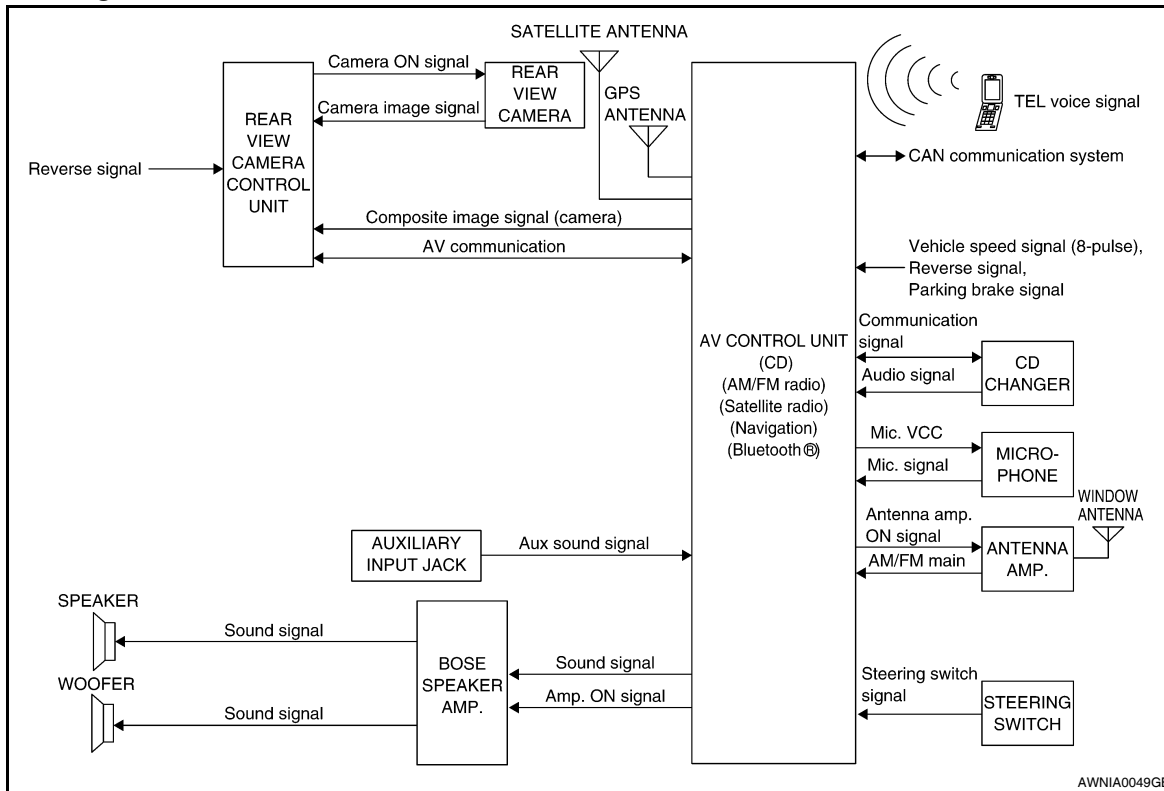 SATELLITE ANTENNA
Camera ON signal
REAR
VIEW
CAMERA
Camera image signal
GPS
ANTENNA
REAR
VIEW
CAMERA
CONTROL
UNIT
Reverse signal
Composite image signal (camera)
AV communication
TEL voice signal
CAN communication system
Vehicle speed signal (8-pulse),
Reverse signal,
Parking brake signal
AV CONTROL UNIT
(CD)
(AM/FM radio)
(Satellite radio)
(Navigation)
(Bluetooth®)
Communication
signal
Audio signal
CD
CHANGER
Mic. VCC
Mic. signal
MICRO-
PHONE
WINDOW
ANTENNA
Antenna amp.
ON signal
AM/FM main
ANTENNA
AMP.
AUXILIARY
INPUT JACK
Aux sound signal
SPEAKER
Sound signal
WOOFER
Sound signal
BOSE
SPEAKER
AMP.
Sound signal
Amp. ON signal
Steering switch
signal
STEERING
SWITCH